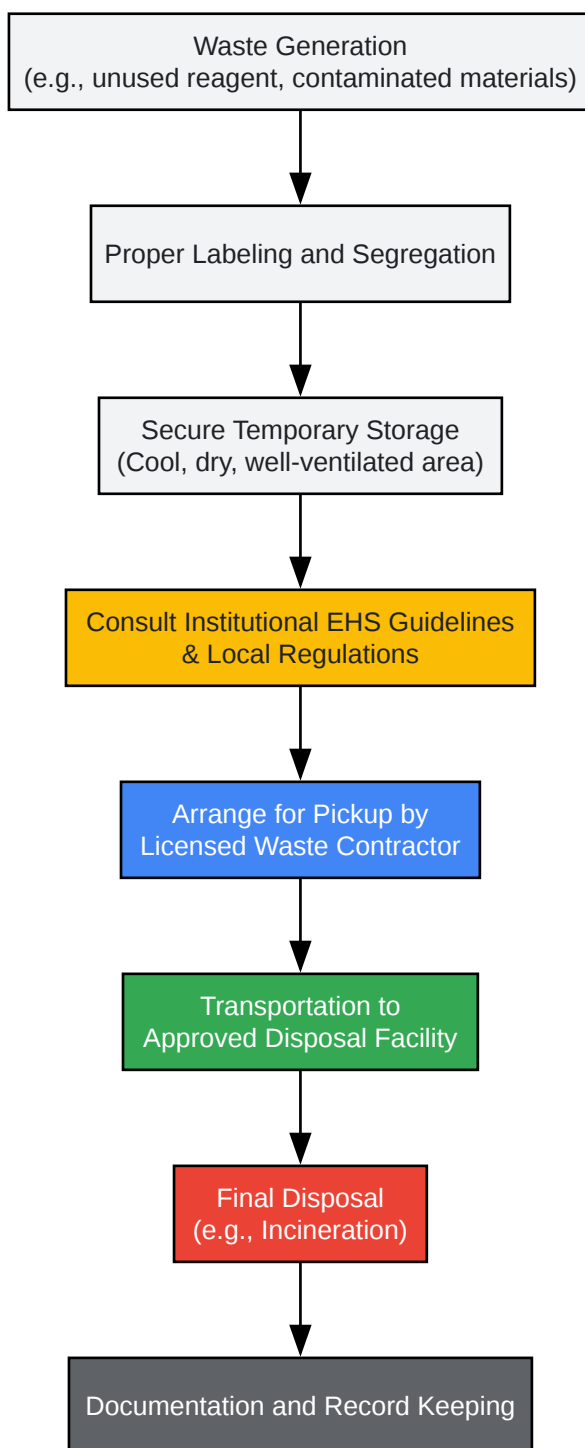 Waste Generation
(e.g., unused reagent, contaminated materials)
Proper Labeling and Segregation
Secure Temporary Storage
(Cool, dry, well-ventilated area)
Consult Institutional EHS Guidelines
& Local Regulations
Arrange for Pickup by
Licensed Waste Contractor
Transportation to
Approved Disposal Facility
Final Disposal
(e.g., Incineration)
Documentation and Record Keeping